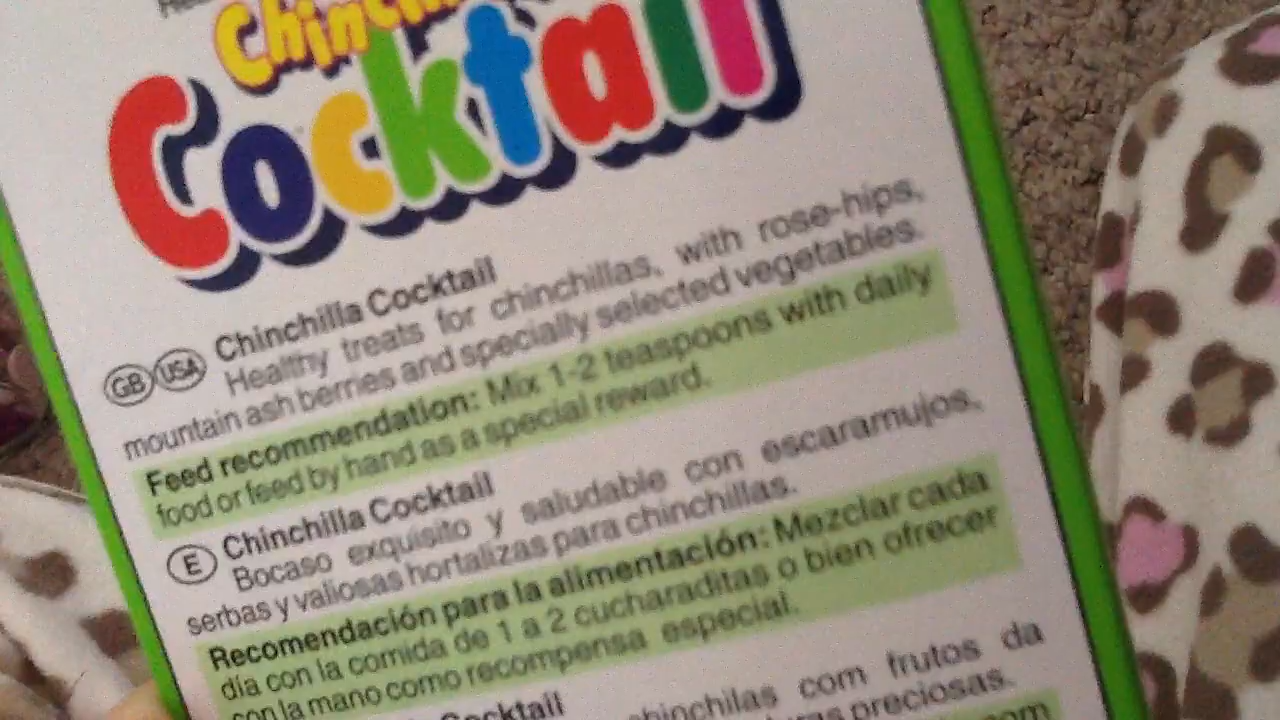 Cocktail
GB USA Chinchilla Cocktail
Healthy treats for chinchillas, with rose-hips,
mountain ash berries and specially selected vegetables.
Feed recommendation: Mix 1-2 teaspoons with daily
food or feed by hand as a special reward.
E Chinchilla Cocktail
Bocaso exquisito y saludable con escaramujos,
serbas y valiosas hortalizas para chinchillas.
Recomendación para la alimentación: Mezclar cada
día con la comida de 1 a 2 cucharaditas o bien ofrecer
con la mano como recompensa especial.
Cocktail
chinchilas com frutos da
preciosas.
com